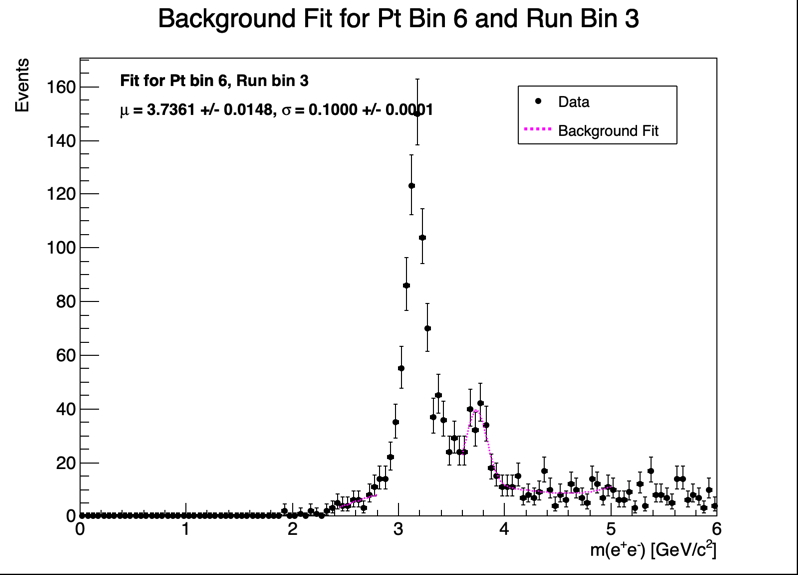 Background Fit for Pt Bin 6 and Run Bin 3
Events
Fit for Pt bin 6, Run bin 3
μ = 3.7361 +/- 0.0148, σ = 0.1000 +/- 0.0001
Data
Background Fit
160
140
120
100
80
60
40
20
0
0 1 2 3 4 5 6
m(e⁺e⁻) [GeV/c²]